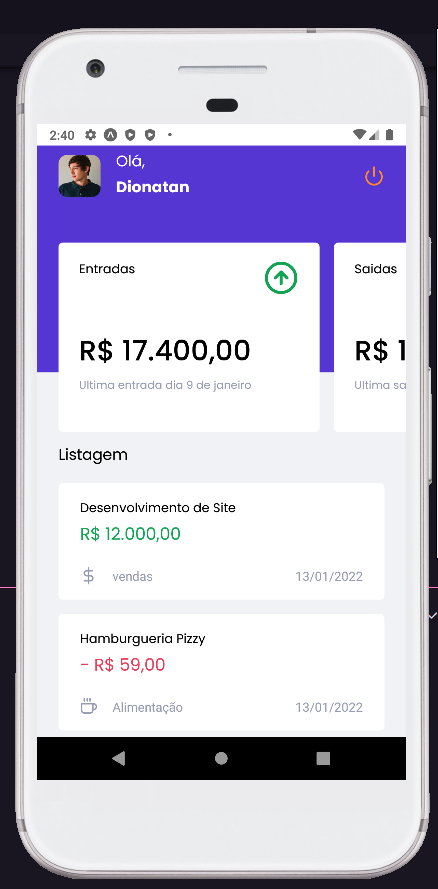 2:40
Olá,
Dionatan
Entradas
R$ 17.400,00
Ultima entrada dia 9 de janeiro
Saidas
R$ 1
Ultima sa
Listagem
Desenvolvimento de Site
R$ 12.000,00
vendas 13/01/2022
Hamburgueria Pizzy
- R$ 59,00
Alimentação 13/01/2022